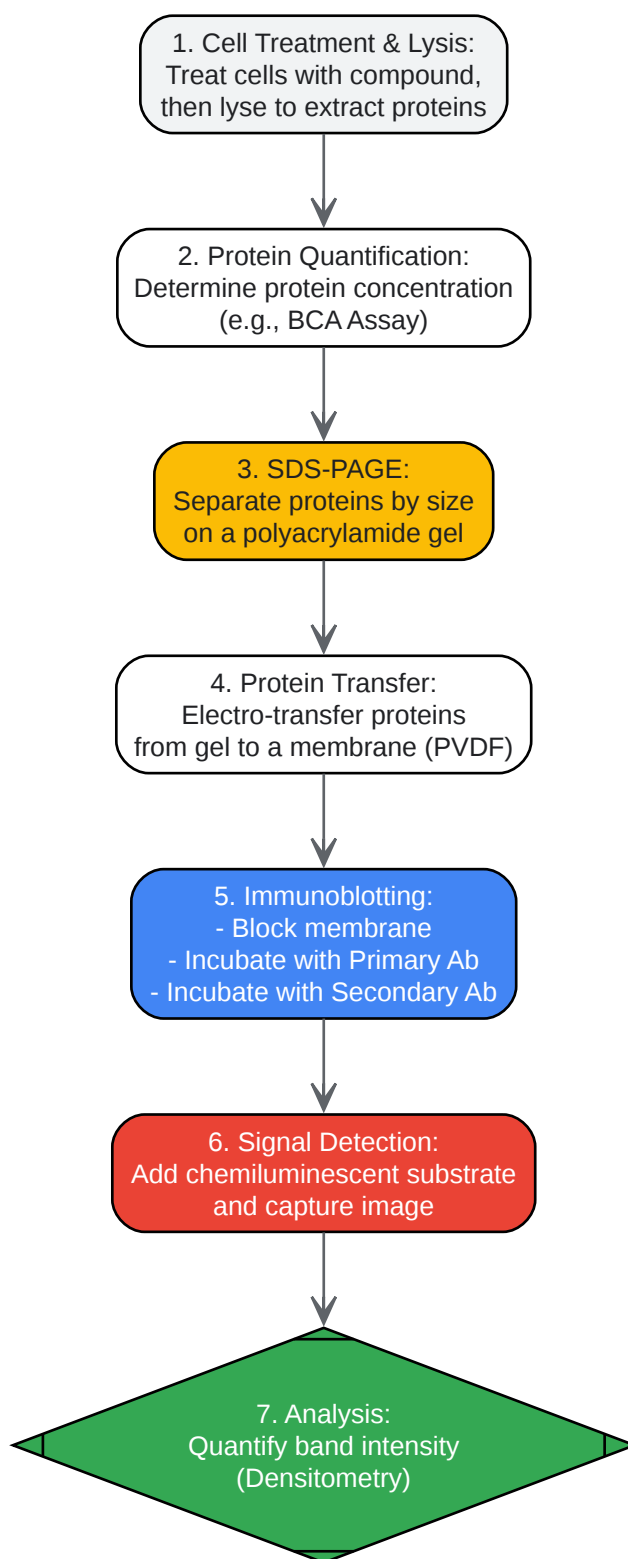 1. Cell Treatment & Lysis:
Treat cells with compound,
then lyse to extract proteins
2. Protein Quantification:
Determine protein concentration
(e.g., BCA Assay)
3. SDS-PAGE:
Separate proteins by size
on a polyacrylamide gel
4. Protein Transfer:
Electro-transfer proteins
from gel to a membrane (PVDF)
5. Immunoblotting:
- Block membrane
- Incubate with Primary Ab
- Incubate with Secondary Ab
6. Signal Detection:
Add chemiluminescent substrate
and capture image
7. Analysis:
Quantify band intensity
(Densitometry)